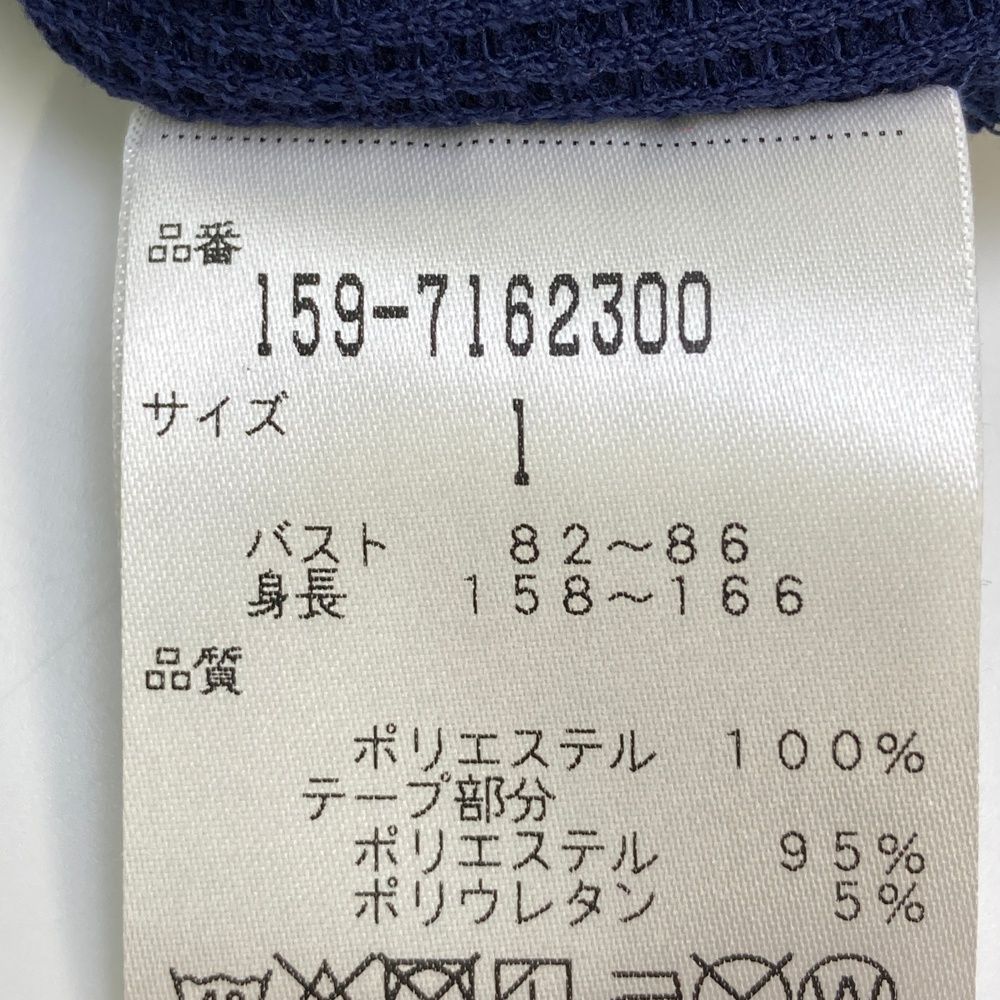 品番
159-7162300
サイズ 1
バスト 82〜86
身長 158〜166
品質
ポリエステル 100%
テープ部分
ポリエステル 95%
ポリウレタン 5%
W